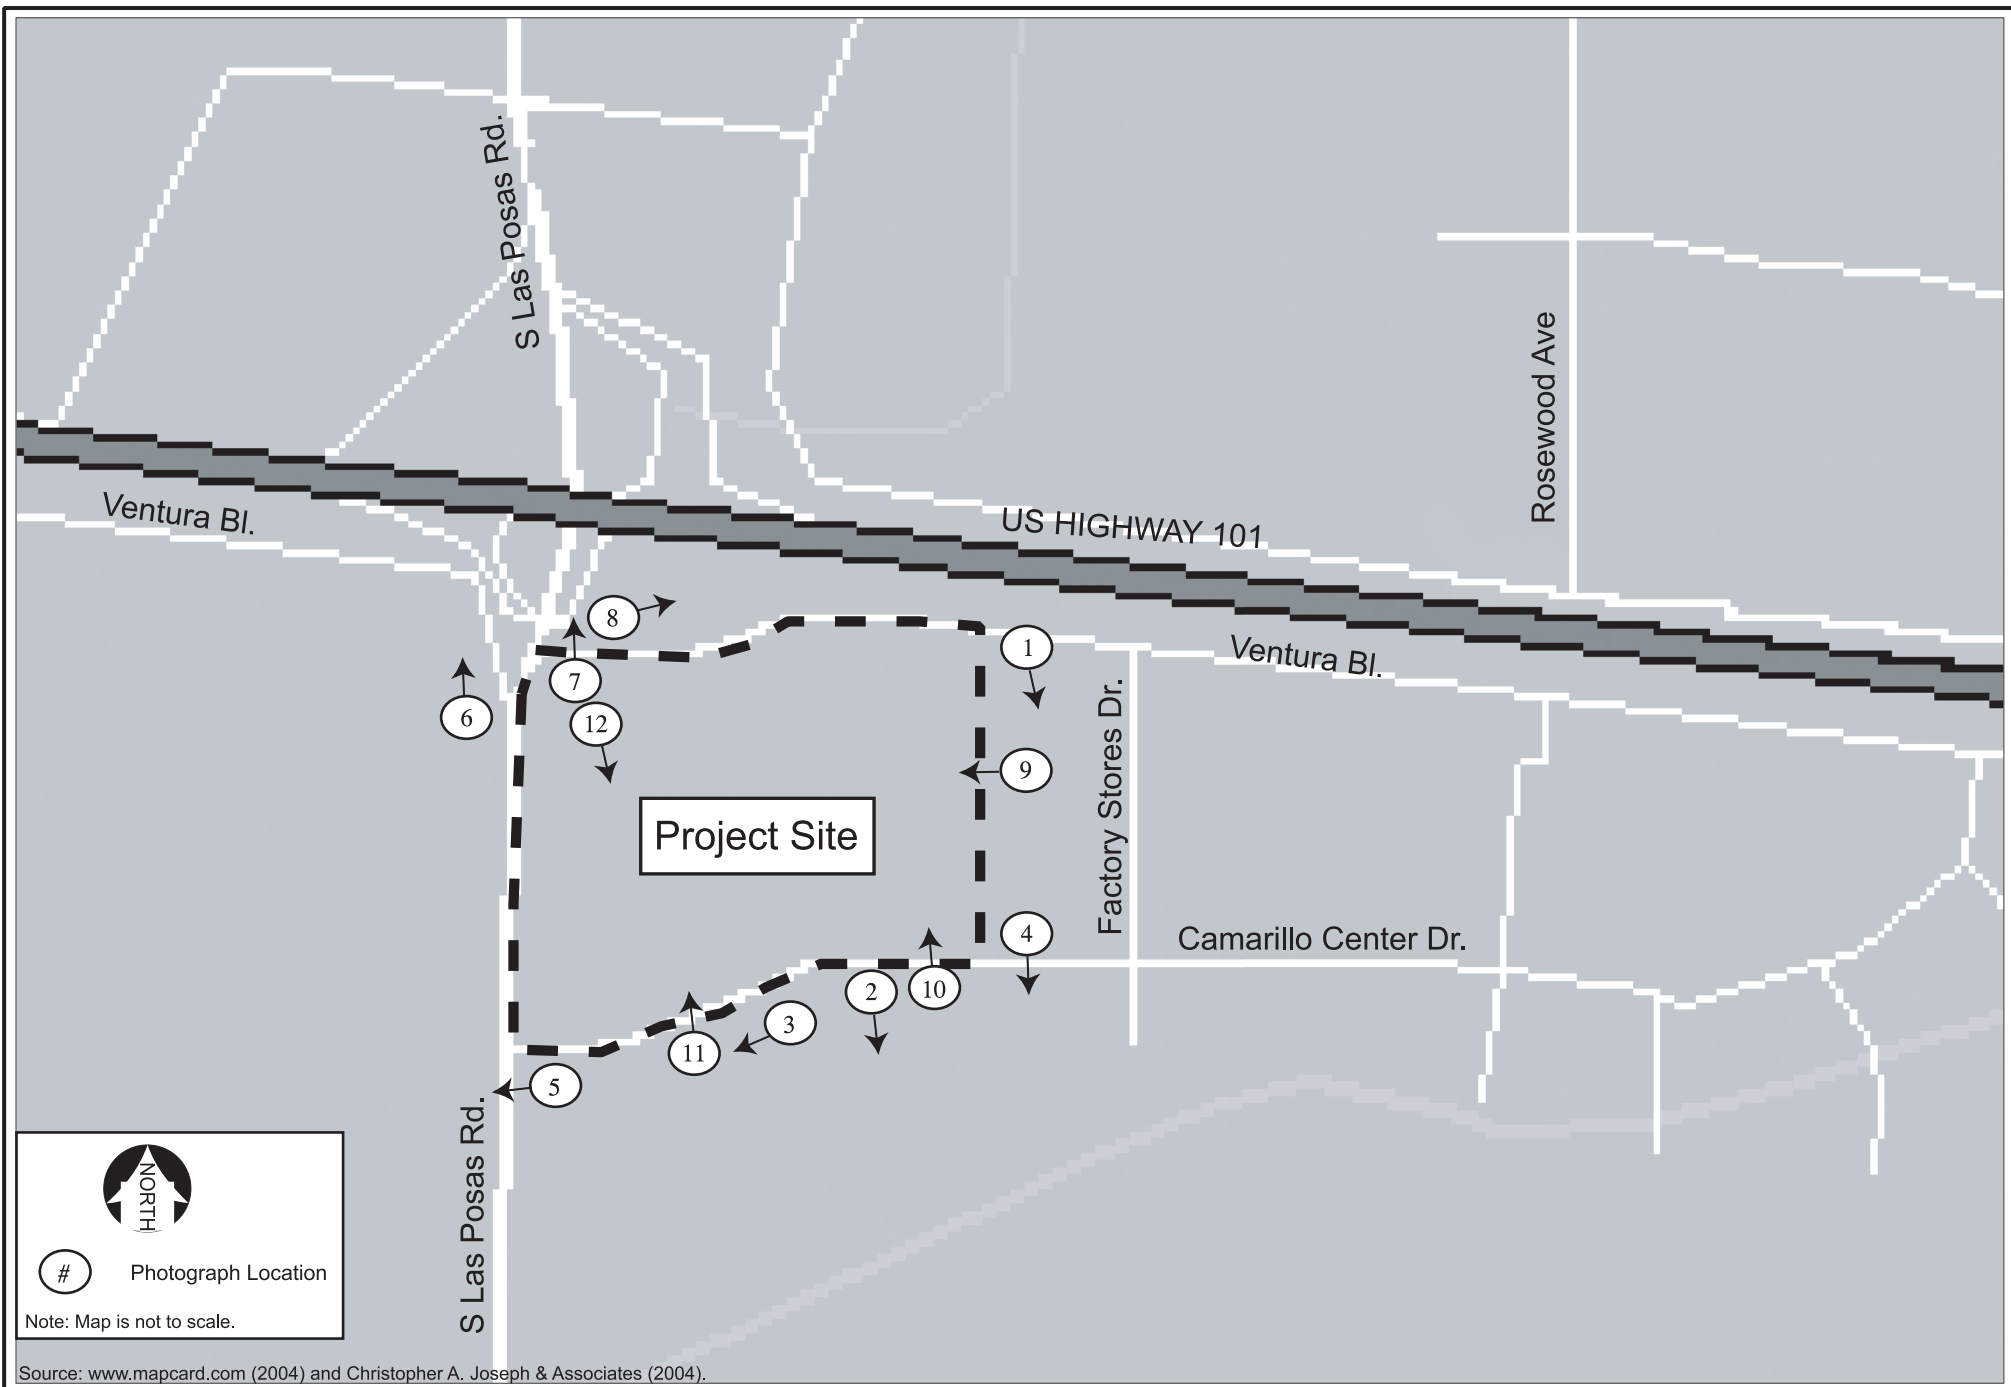 S Las Posas Rd.
Rosewood Ave
Ventura Bl.
US HIGHWAY 101
8
1
Ventura Bl.
7
6
12
9
Factory Stores Dr.
Project Site
4
Camarillo Center Dr.
2
10
3
11
5
S Las Posas Rd.
NORTH
#
Photograph Location
Note: Map is not to scale.
Source: www.mapcard.com (2004) and Christopher A. Joseph & Associates (2004).